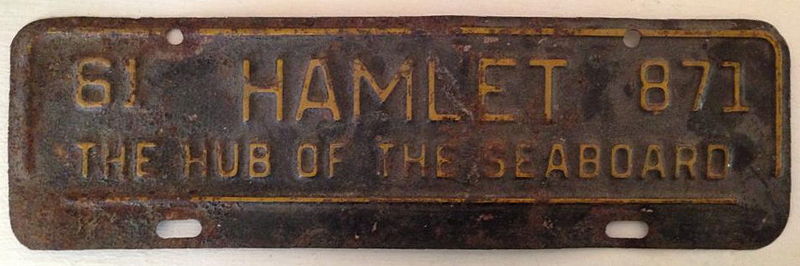 61 HAMLET 871
THE HUB OF THE SEABOARD